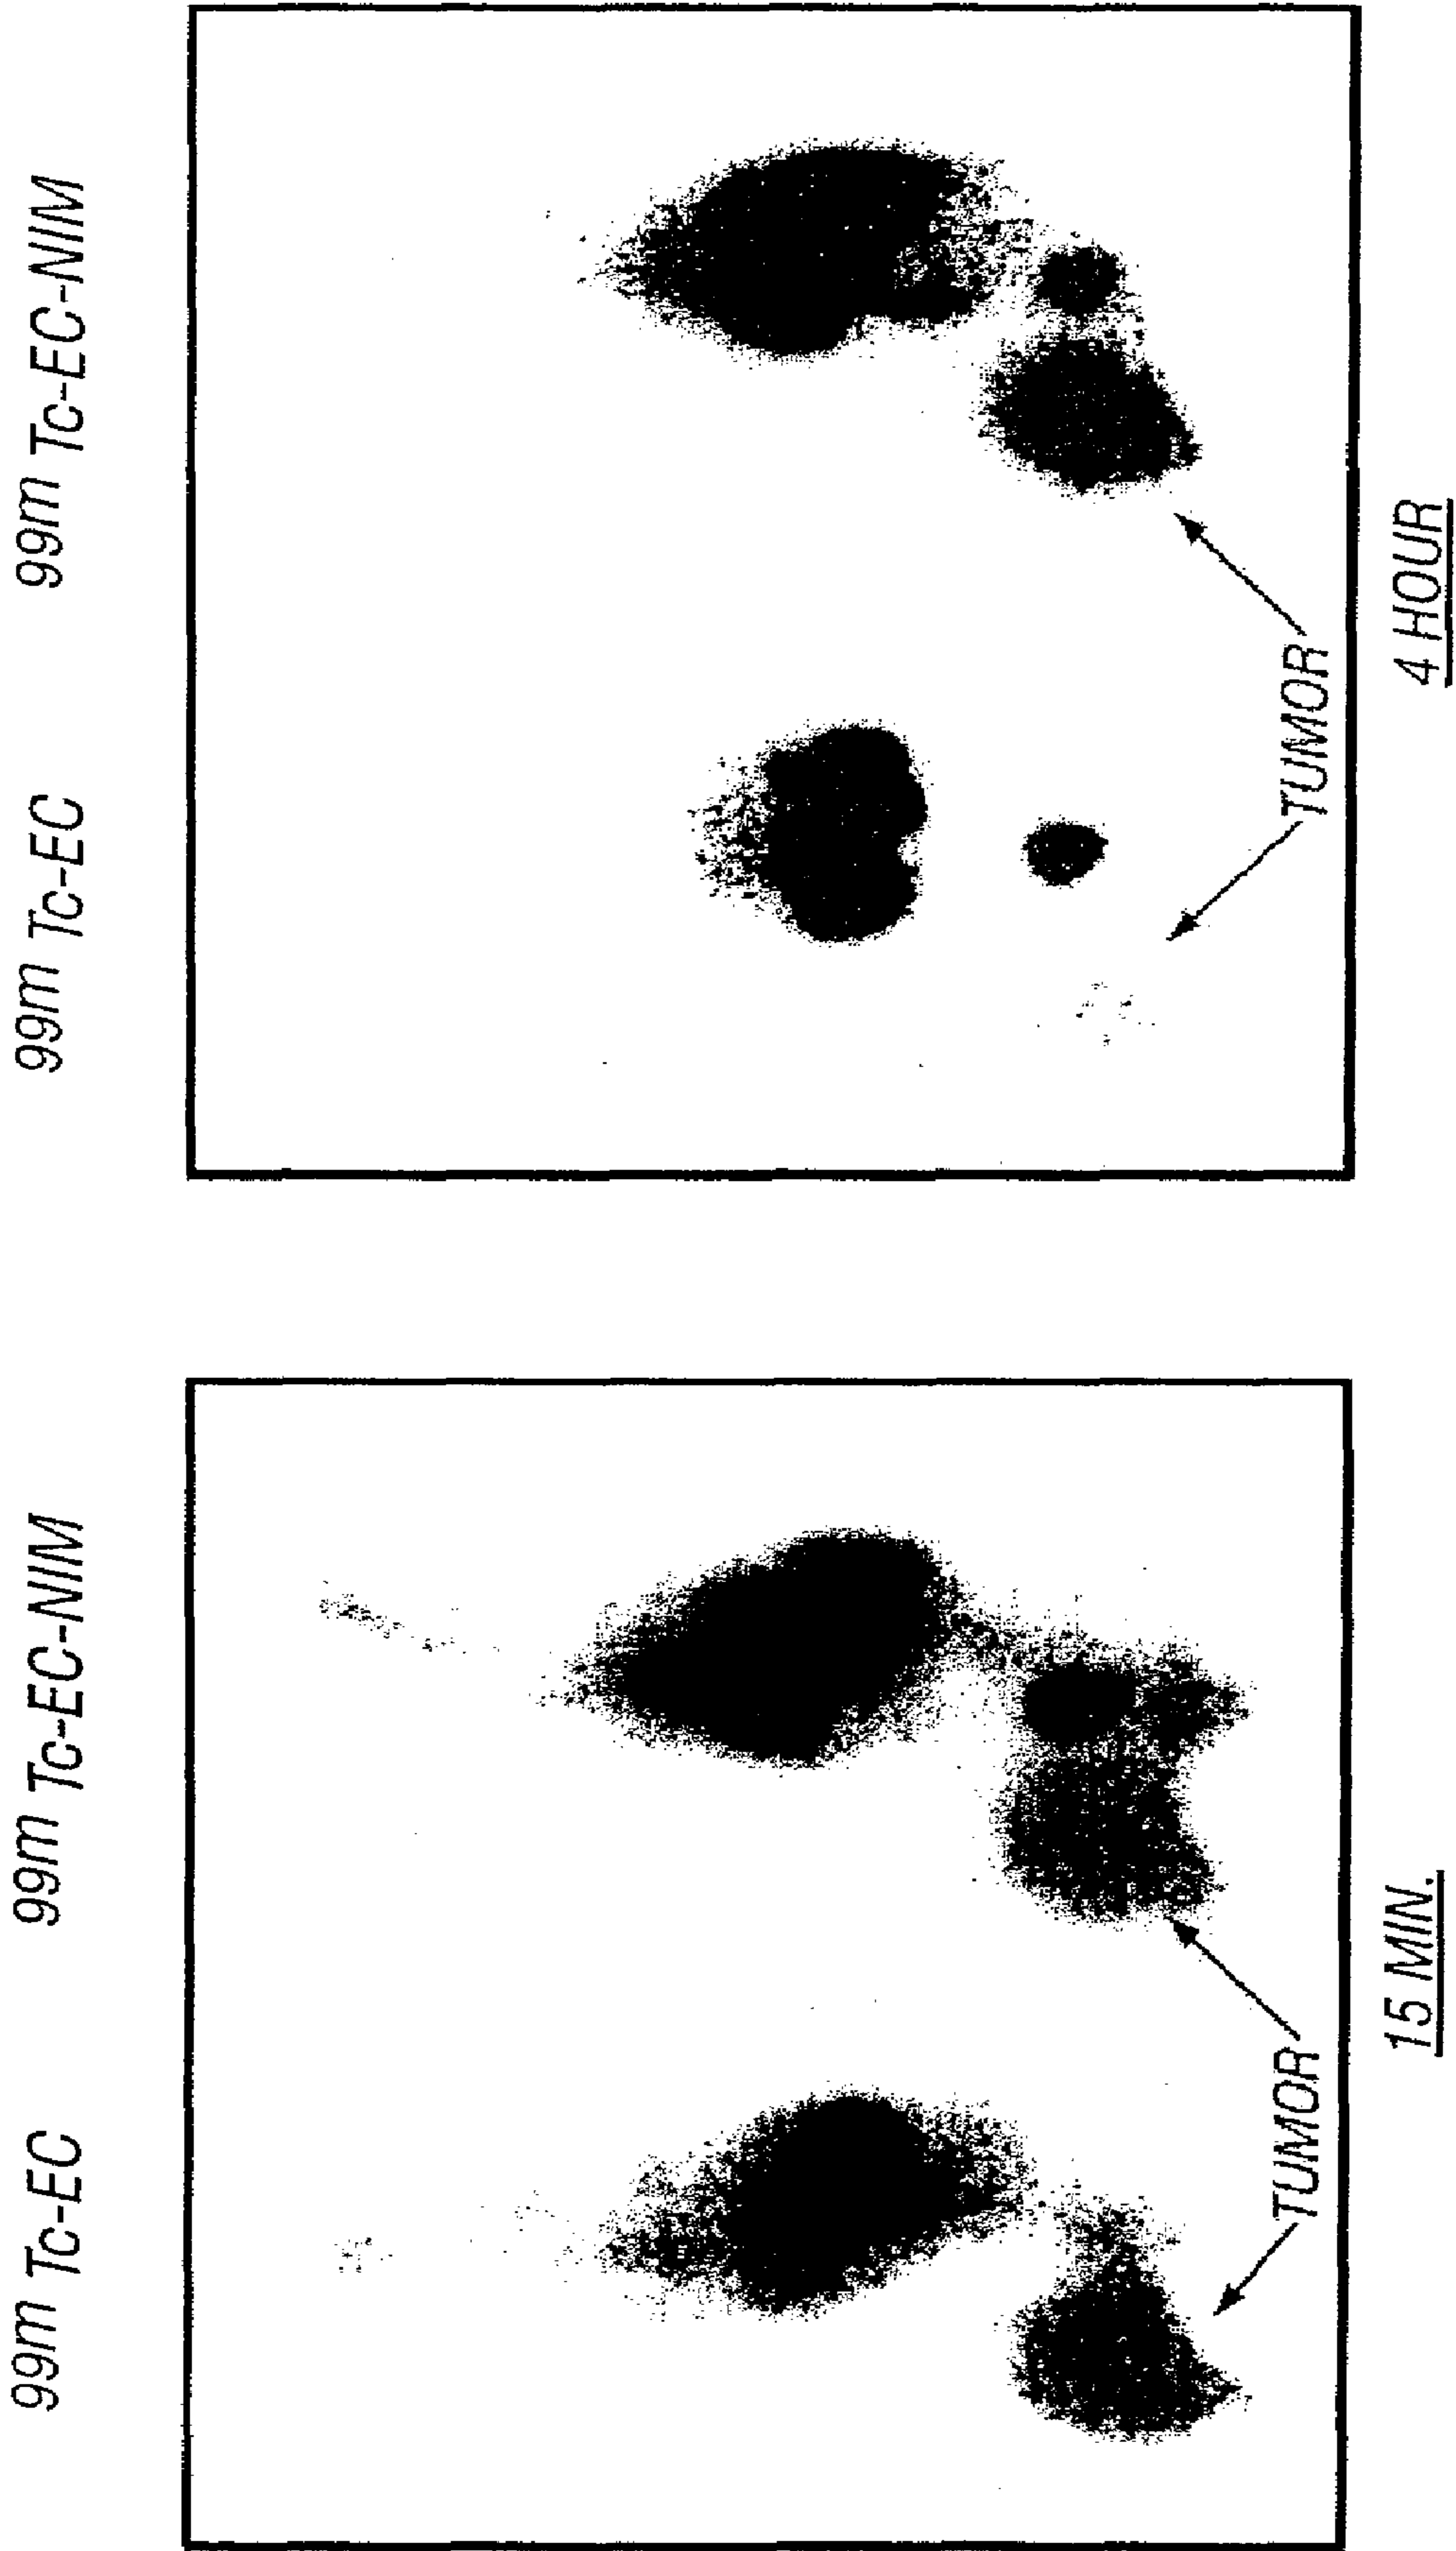 99m Tc-EC 99m Tc-EC-NIM
TUMOR
15 MIN.
99m Tc-EC 99m Tc-EC-NIM
TUMOR
4 HOUR